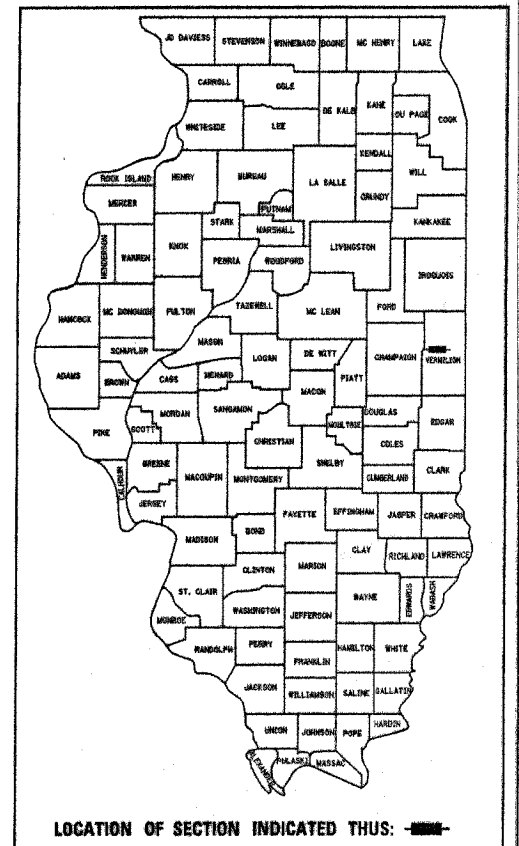 JO DAVIESS STEVENSON WINNEBAGO BOONE MC HENRY LAKE
CARROLL OGLE
DE KALB KANE DU PAGE COOK
WHITESIDE LEE
KENDALL
WILL
ROCK ISLAND HENRY BUREAU LA SALLE GRUNDY
MERCER PUTNAM
STARK MARSHALL KANKAKEE
HENDERSON WARREN KNOX LIVINGSTON
PEORIA WOODFORD IROQUOIS
TAZEWELL MC LEAN FORD
HANCOCK MC DONOUGH FULTON
MASON
SCHUYLER LOGAN DE WITT CHAMPAIGN VERMILION
ADAMS BROWN CASS MENARD PIATT
MACON
MORDAN SANGAMON DOUGLAS
PIKE SCOTT MOULTRIE EDGAR
CHRISTIAN COLES
GREENE SHELBY
CALHOUN MACOUPIN MONTGOMERY CUMBERLAND CLARK
JERSEY FAYETTE EFFINGHAM JASPER CRAWFORD
BOND
MADISON CLAY
CLINTON MARION RICHLAND LAWRENCE
ST. CLAIR WAYNE EDWARDS WABASH
WASHINGTON JEFFERSON
MONROE
RANDOLPH PERRY HAMILTON WHITE
FRANKLIN
JACKSON WILLIAMSON SALINE GALLATIN
UNION JOHNSON POPE HARDIN
ALEXANDER PULASKI MASSAC
LOCATION OF SECTION INDICATED THUS: